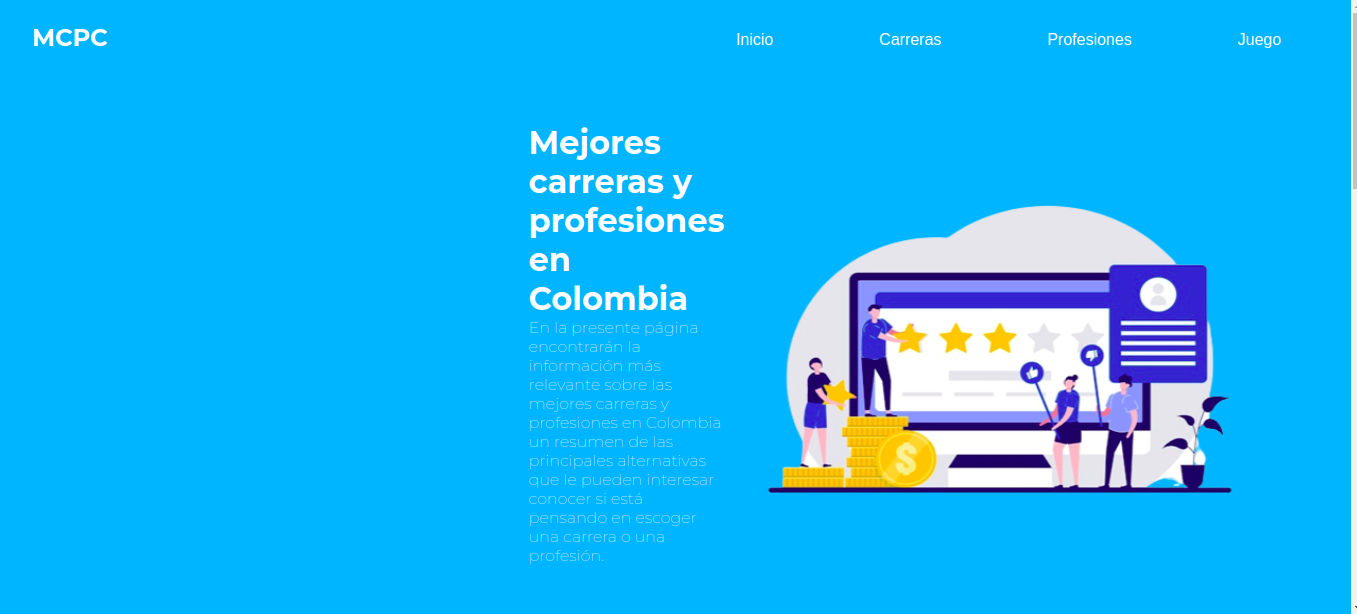 MCPC
Inicio
Carreras
Profesiones
Juego
Mejores
carreras y
profesiones
en
Colombia
En la presente página
encontrarán la
información más
relevante sobre las
mejores carreras y
profesiones en Colombia
un resumen de las
principales alternativas
que le pueden interesar
conocer si está
pensando en escoger
una carrera o una
profesión.
$